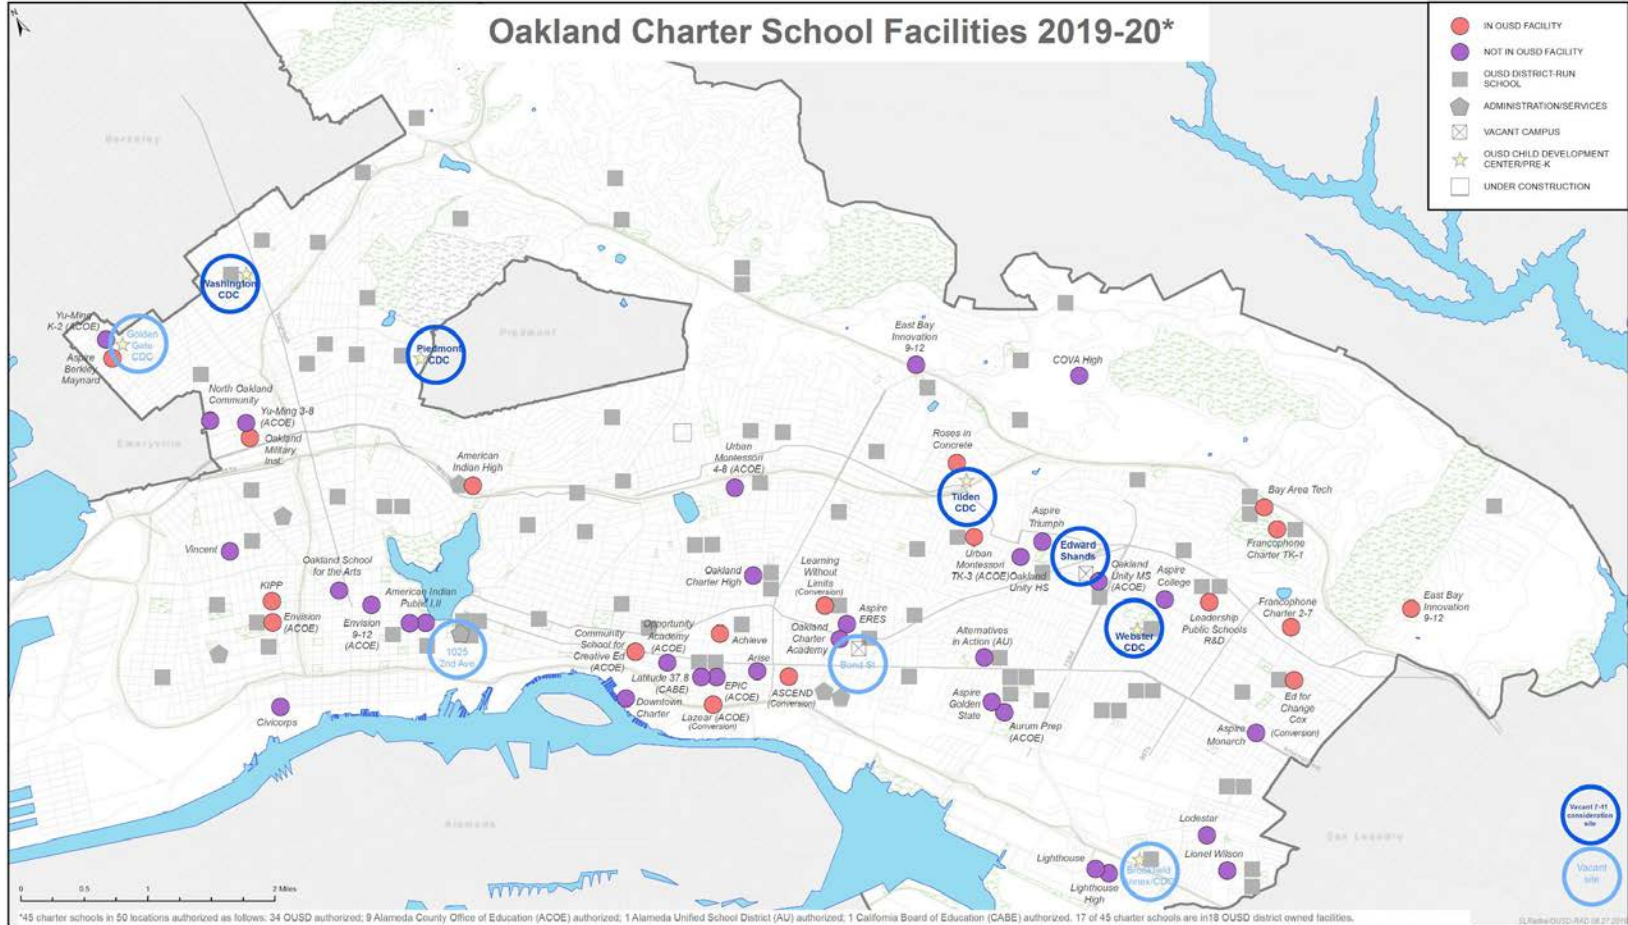 Oakland Charter School Facilities 2019-20*
IN OUSD FACILITY
NOT IN OUSD FACILITY
OUSD DISTRICT-RUN
SCHOOL
ADMINISTRATION/SERVICES
VACANT CAMPUS
OUSD CHILD DEVELOPMENT
CENTER/PRE-K
UNDER CONSTRUCTION
N
Berkeley
Washington
CDC
Yu-Ming
K-2 (ACOE)
Golden
Gate
CDC
Aspire
Berkley
Maynard
Piedmont
CDC
Piedmont
East Bay
Innovation
9-12
COVA High
North Oakland
Community
Yu-Ming 3-8
(ACOE)
Oakland
Military
Inst.
Emeryville
American
Indian High
Urban
Montessori
4-8 (ACOE)
Roses in
Concrete
Tilden
CDC
Bay Area Tech
Francophone
Charter TK-1
Aspire
Triumph
Edward
Shands
Urban
Montessori
TK-3 (ACOE)
Oakland
Unity HS
Oakland
Unity MS
(ACOE)
Aspire
College
Vincent
Oakland School
for the Arts
KIPP
Envision
(ACOE)
Envision
9-12
(ACOE)
American Indian
Public I,II
Oakland
Charter High
Learning
Without
Limits
(Conversion)
Aspire
ERES
Oakland
Charter
Academy
Leadership
Public Schools
R&D
Francophone
Charter 2-7
East Bay
Innovation
9-12
Webster
CDC
1025
2nd Ave
Community
School for
Creative Ed
(ACOE)
Opportunity
Academy
(ACOE)
Achieve
Arise
Latitude 37.8
(CABE)
EPIC
(ACOE)
ASCEND
(Conversion)
Bond St
Alternatives
in Action (AU)
Downtown
Charter
Lazear (ACOE)
(Conversion)
Aspire
Golden
State
Aurum Prep
(ACOE)
Ed for
Change
Cox
(Conversion)
Aspire
Monarch
Civicorps
Alameda
San Leandro
Lodestar
Lionel Wilson
Lighthouse
Lighthouse
High
Brookfield
Annex/CDC
Vacant 7-11
consideration
site
Vacant
site
0 0.5 1 2 Miles
*45 charter schools in 50 locations authorized as follows: 34 OUSD authorized; 9 Alameda County Office of Education (ACOE) authorized; 1 Alameda Unified School District (AU) authorized; 1 California Board of Education (CABE) authorized. 17 of 45 charter schools are in18 OUSD district owned facilities.